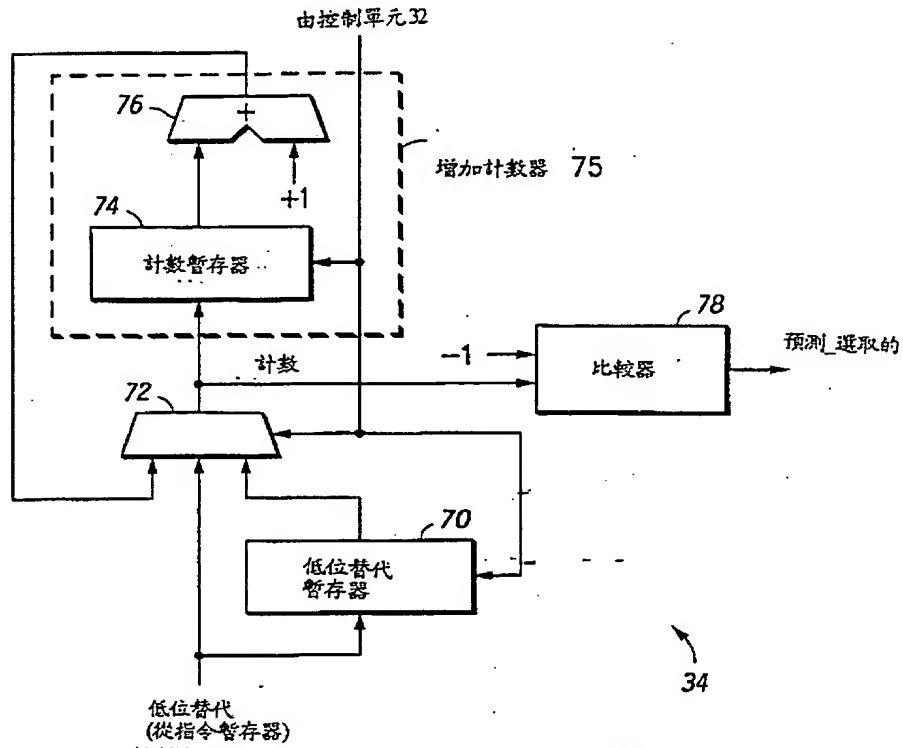 由控制單元32
76
+
+1
增加計數器 75
74
計數暫存器
計數
78
-1
比較器
預測_選取的
72
70
低位替代
暫存器
34
低位替代
(從指令暫存器)